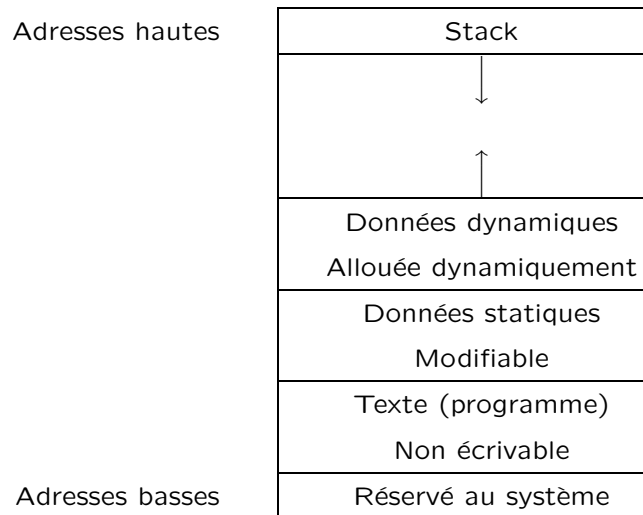 Adresses hautes
Stack
Données dynamiques
Allouée dynamiquement
Données statiques
Modifiable
Texte (programme)
Non écrivable
Adresses basses
Réservé au système